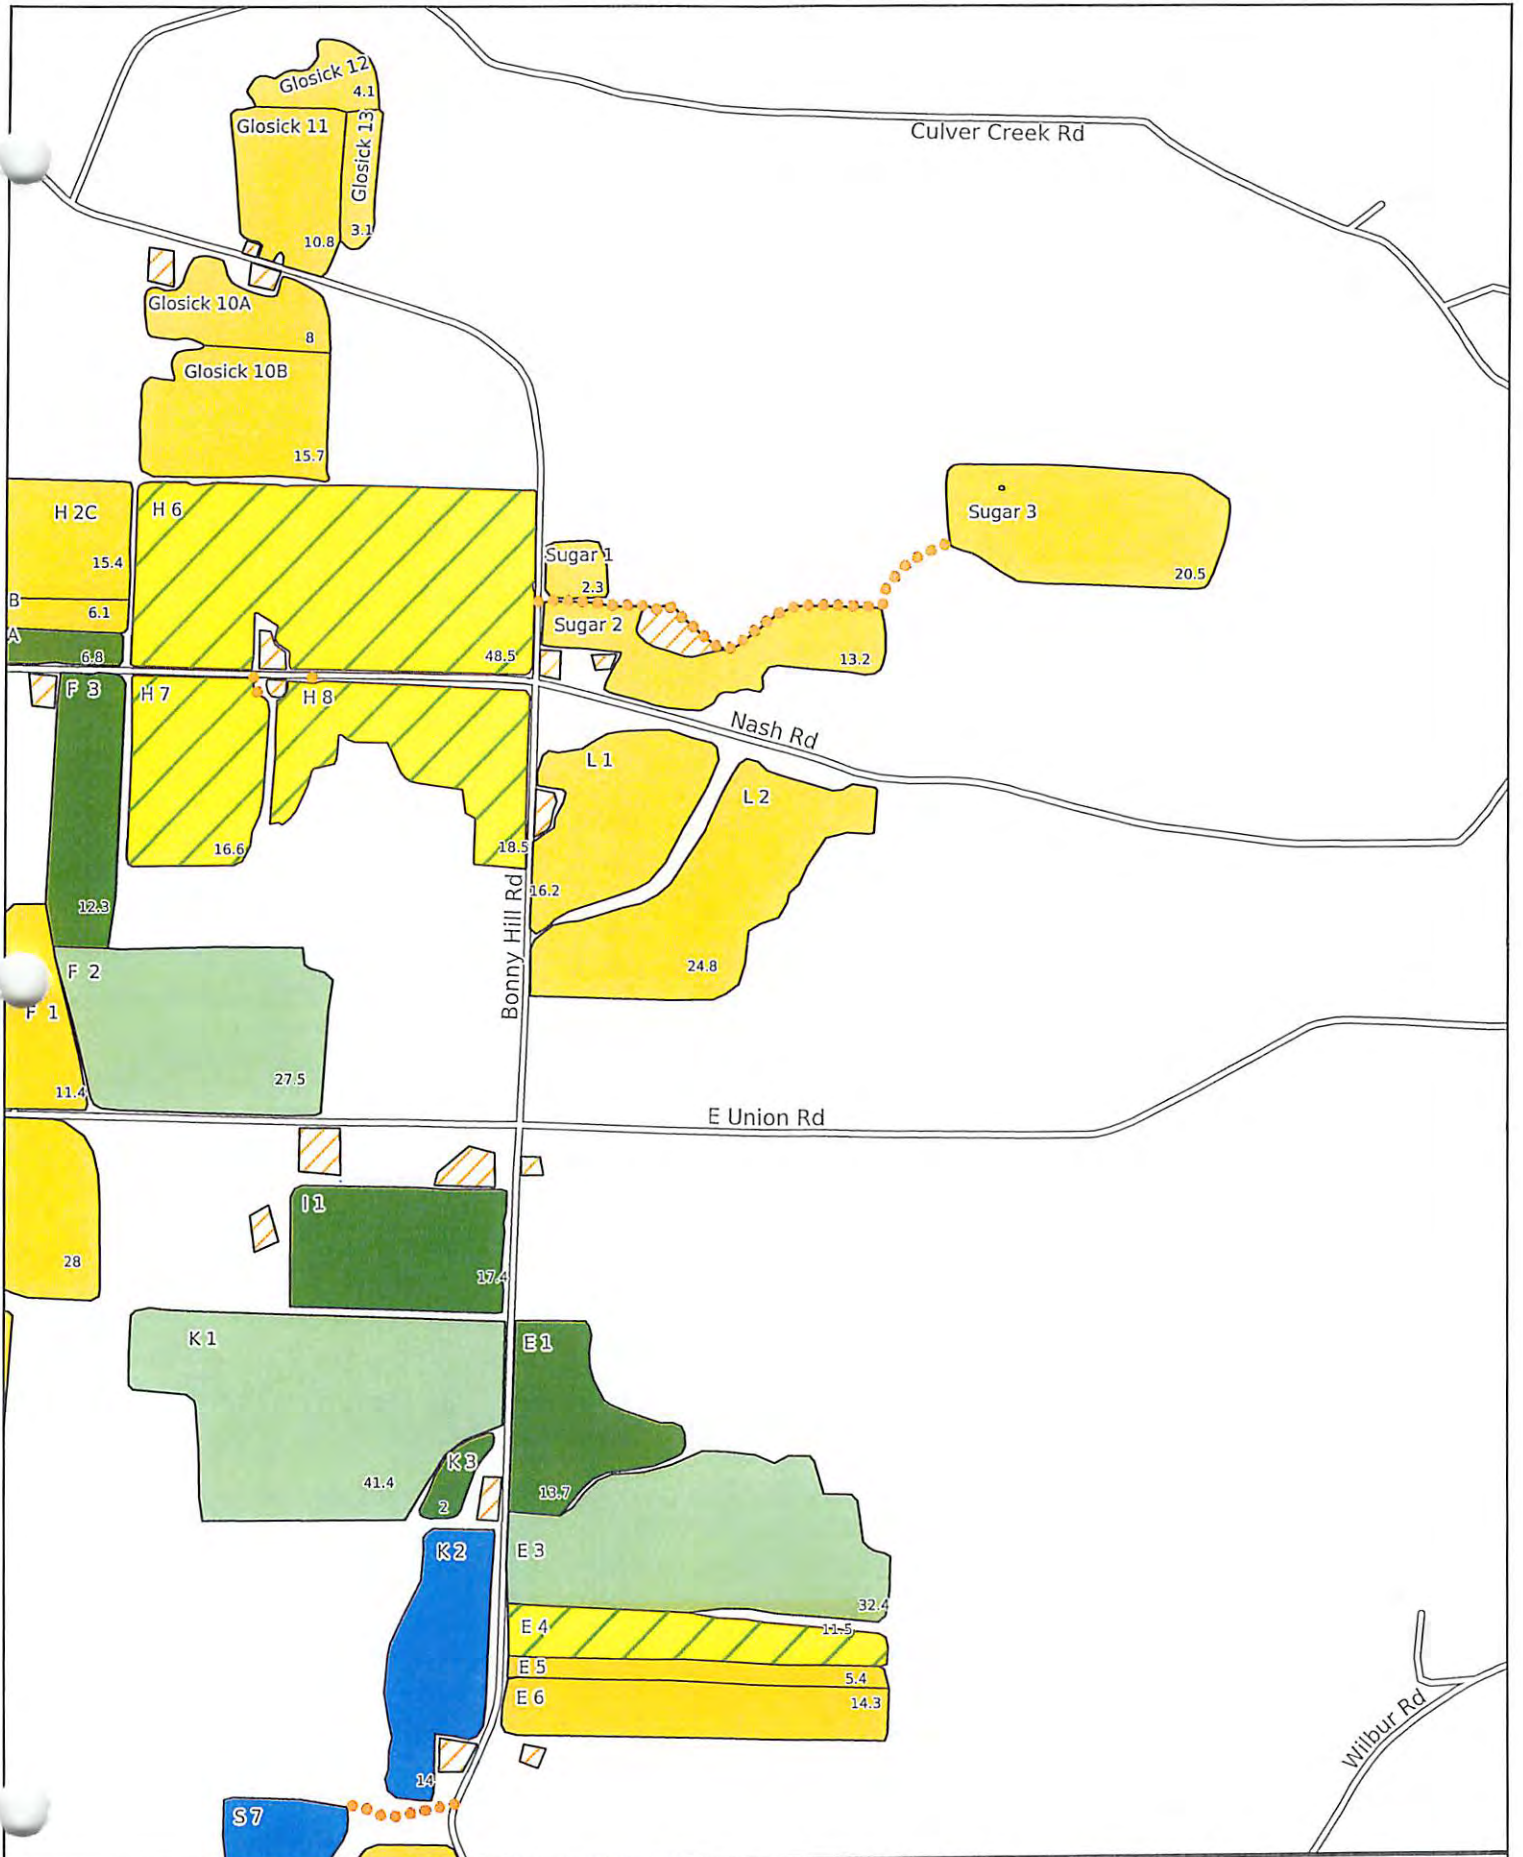 Glosick 12
4.1
Glosick 11
Glosick 13
Culver Creek Rd
3.1
10.8
Glosick 10A
8
Glosick 10B
15.7
H 2C
H 6
Sugar 3
15.4
Sugar 1
20.5
2.3
B
6.1
Sugar 2
A
6.8
48.5
13.2
F 3
H 7
H 8
Nash Rd
L 1
L 2
16.6
18.5
16.2
12.3
Bonny Hill Rd
24.8
F 2
F 1
27.5
11.4
E Union Rd
I 1
28
17.4
K 1
E 1
K 3
41.4
13.7
2
K 2
E 3
32.4
E 4
11.5
E 5
5.4
E 6
14.3
Wilbur Rd
14
S 7